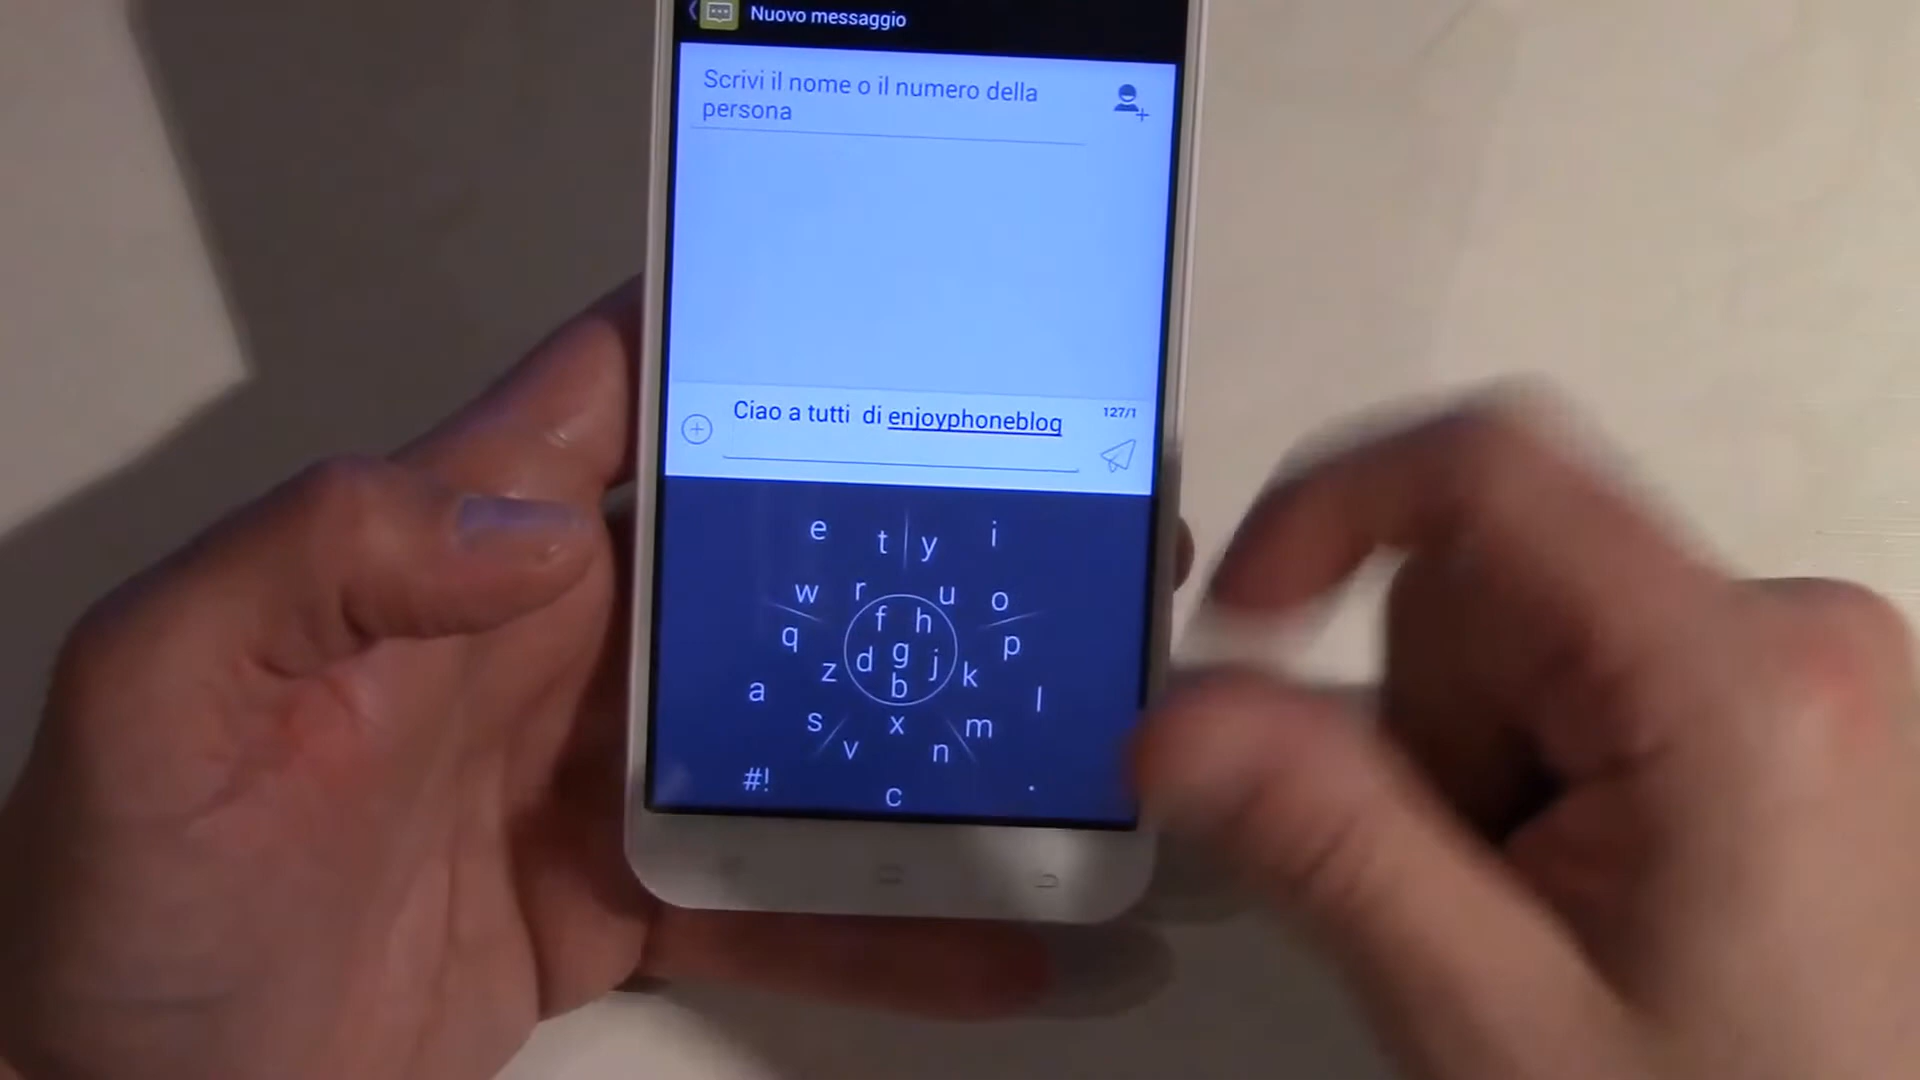 Nuovo messaggio
Scrivi il nome o il numero della
persona
Ciao a tutti  di enjoyphoneblog
127/1
e t y i
w r u o
f h
q d g j p
z b k
a l
s x m
v n
#! c .